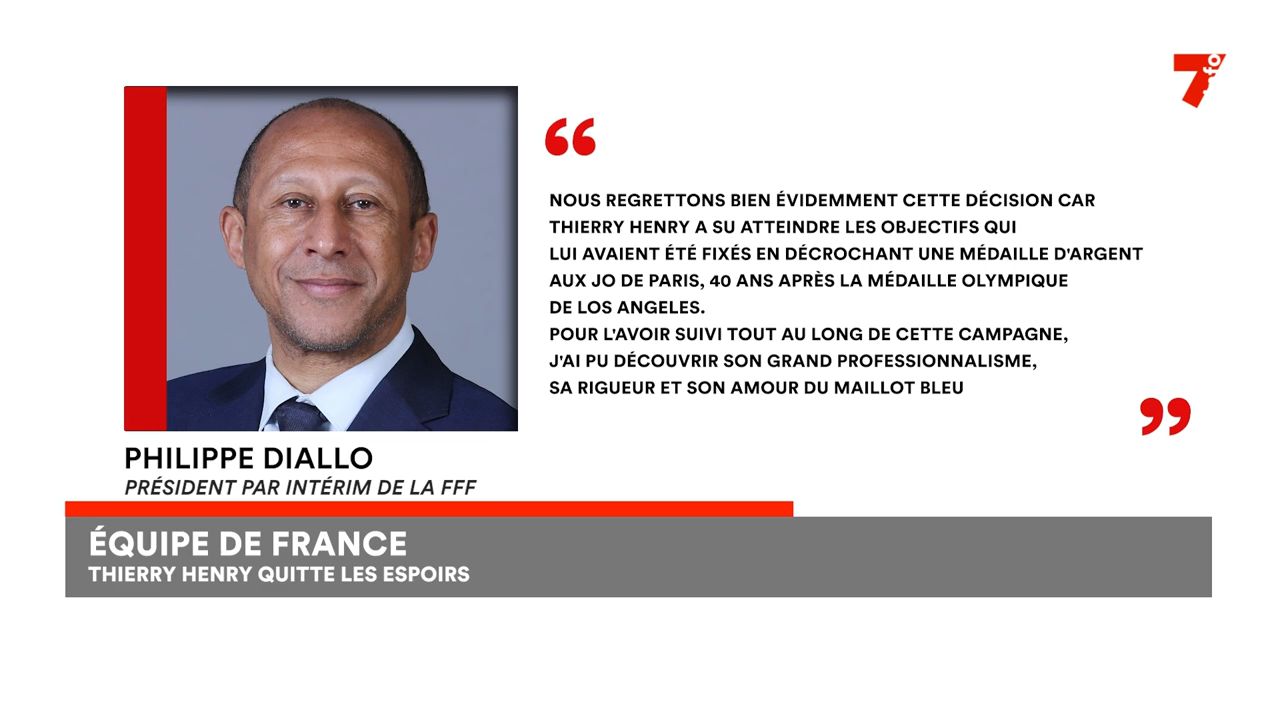 7
fo
NOUS REGRETTONS BIEN ÉVIDEMMENT CETTE DÉCISION CAR
THIERRY HENRY A SU ATTEINDRE LES OBJECTIFS QUI
LUI AVAIENT ÉTÉ FIXÉS EN DÉCROCHANT UNE MÉDAILLE D'ARGENT
AUX JO DE PARIS, 40 ANS APRÈS LA MÉDAILLE OLYMPIQUE
DE LOS ANGELES.
POUR L'AVOIR SUIVI TOUT AU LONG DE CETTE CAMPAGNE,
J'AI PU DÉCOUVRIR SON GRAND PROFESSIONNALISME,
SA RIGUEUR ET SON AMOUR DU MAILLOT BLEU
PHILIPPE DIALLO
PRÉSIDENT PAR INTÉRIM DE LA FFF
ÉQUIPE DE FRANCE
THIERRY HENRY QUITTE LES ESPOIRS